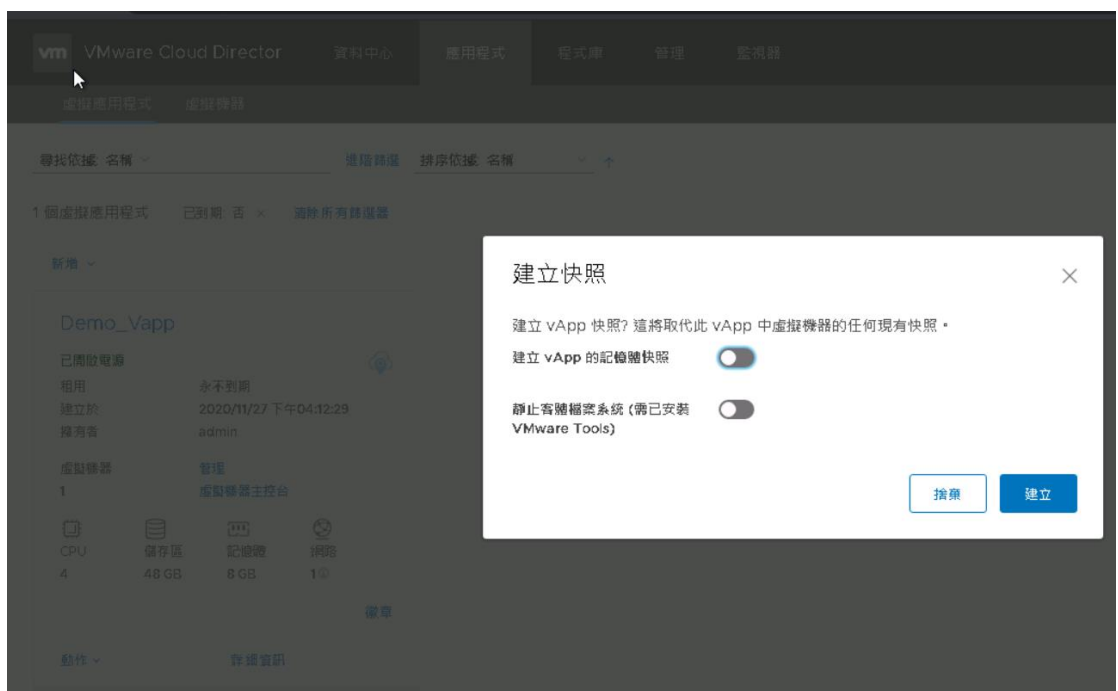 vm VMware Cloud Director 資料中心 應用程式 程式庫 管理 監視器
虛擬應用程式 虛擬機器
尋找依據: 名稱 進階篩選 排序依據: 名稱
1 個虛擬應用程式 已到期: 否 × 清除所有篩選器
新增
Demo_Vapp
已開啟電源
租用 永不到期
建立於 2020/11/27 下午04:12:29
擁有者 admin
虛擬機器 管理
1 虛擬機器主控台
CPU 儲存區 記憶體 網路
4 48 GB 8 GB 1
徽章
動作 詳細資訊
建立快照
建立 vApp 快照? 這將取代此 vApp 中虛擬機器的任何現有快照。
建立 vApp 的記憶體快照
靜止客體檔案系統 (需已安裝
VMware Tools)
捨棄 建立